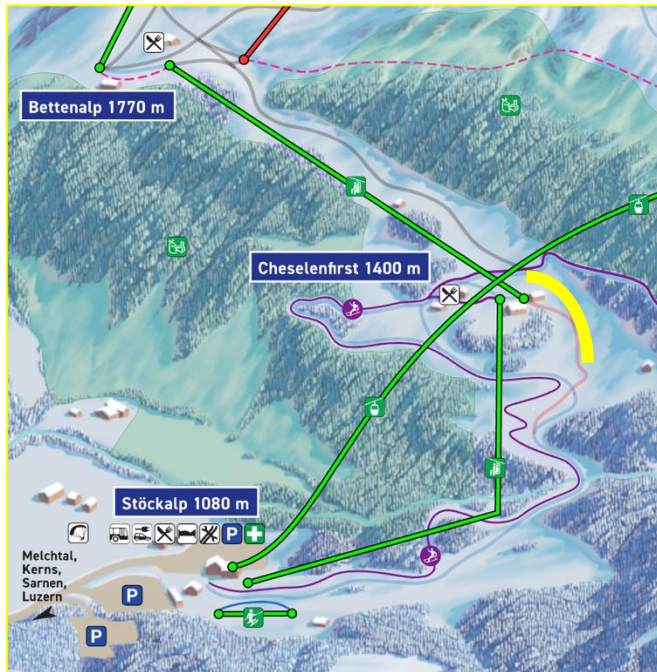 Bettenalp 1770 m
Cheselenfirst 1400 m
Stöckalp 1080 m
P
Melchtal,
Kerns,
Sarnen,
Luzern
P
P